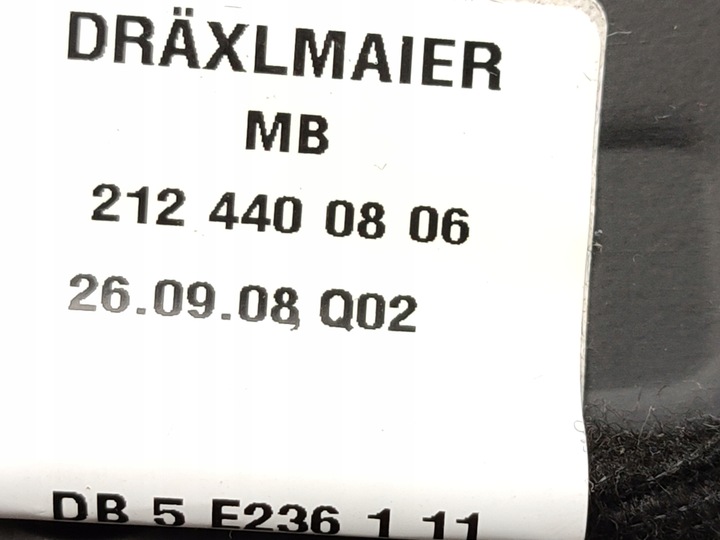 DRÄXLMAIER
MB
212 440 08 06
26.09.08 Q02
DB 5 E236 1 11